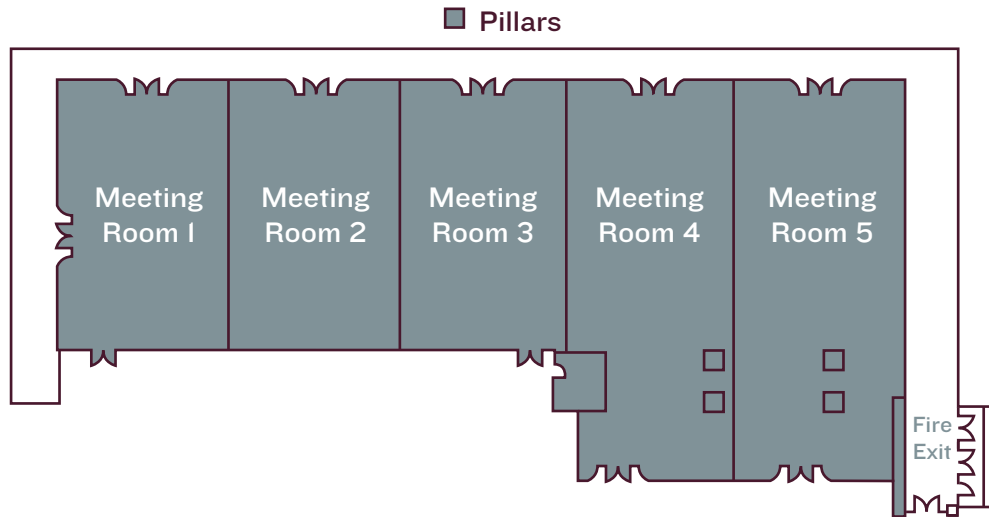 Pillars
Meeting
Room 1
Meeting
Room 2
Meeting
Room 3
Meeting
Room 4
Meeting
Room 5
Fire
Exit